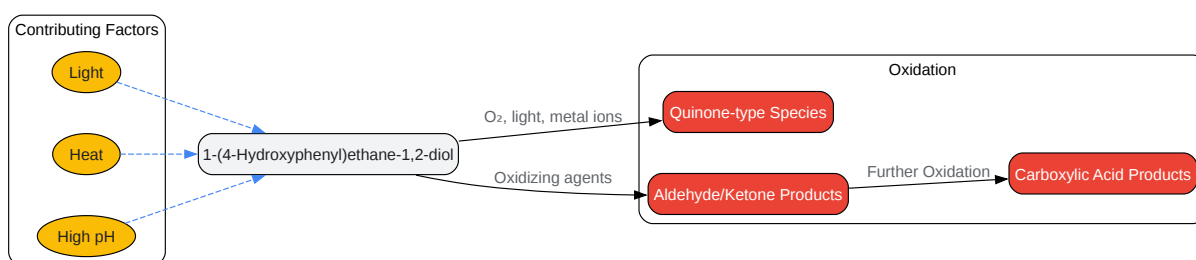 Contributing Factors
Light
Heat
High pH
1-(4-Hydroxyphenyl)ethane-1,2-diol
O₂, light, metal ions
Oxidizing agents
Oxidation
Quinone-type Species
Aldehyde/Ketone Products
Further Oxidation
Carboxylic Acid Products